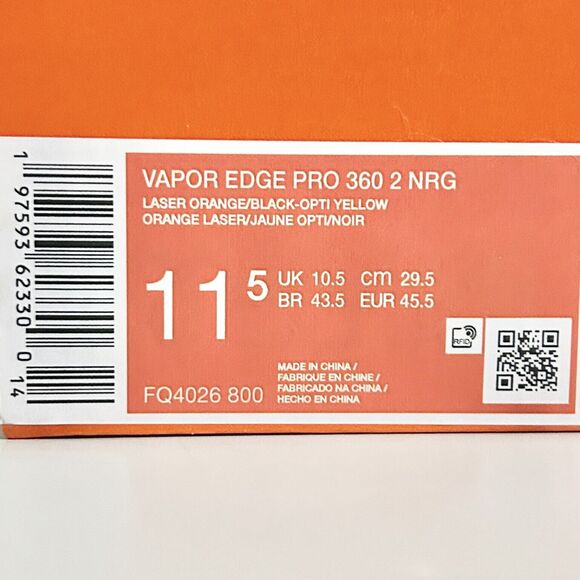 VAPOR EDGE PRO 360 2 NRG
LASER ORANGE/BLACK-OPTI YELLOW
ORANGE LASER/JAUNE OPTI/NOIR
11 5
UK 10.5 cm 29.5
BR 43.5 EUR 45.5
RFID
MADE IN CHINA /
FABRIQUE EN CHINE /
FABRICADO NA CHINA /
HECHO EN CHINA
FQ4026 800
1 97593 62330 0 14